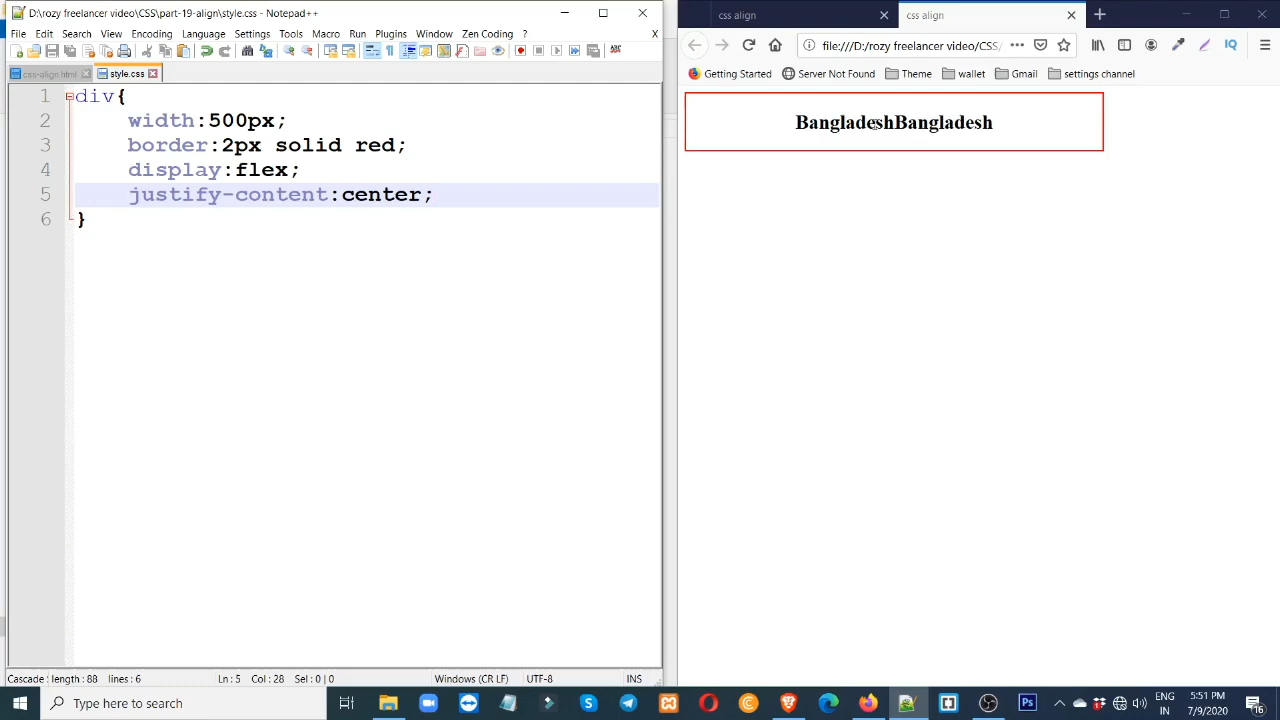 D:\rozy freelancer video\CSS\part-19-align\style.css - Notepad++
File Edit Search View Encoding Language Settings Tools Macro Run Plugins Window Zen Coding ? X
css-align.html style.css
1 div{
2 width:500px;
3 border:2px solid red;
4 display:flex;
5 justify-content:center;
6 }
Cascade length : 88 lines : 6 Ln : 5 Col : 28 Sel : 0 | 0 Windows (CR LF) UTF-8 INS
css align css align
file:///D:/rozy freelancer video/CSS/
Getting Started Server Not Found Theme wallet Gmail settings channel
BangladeshBangladesh
Type here to search
ENG 5:51 PM
IN 7/9/2020 16